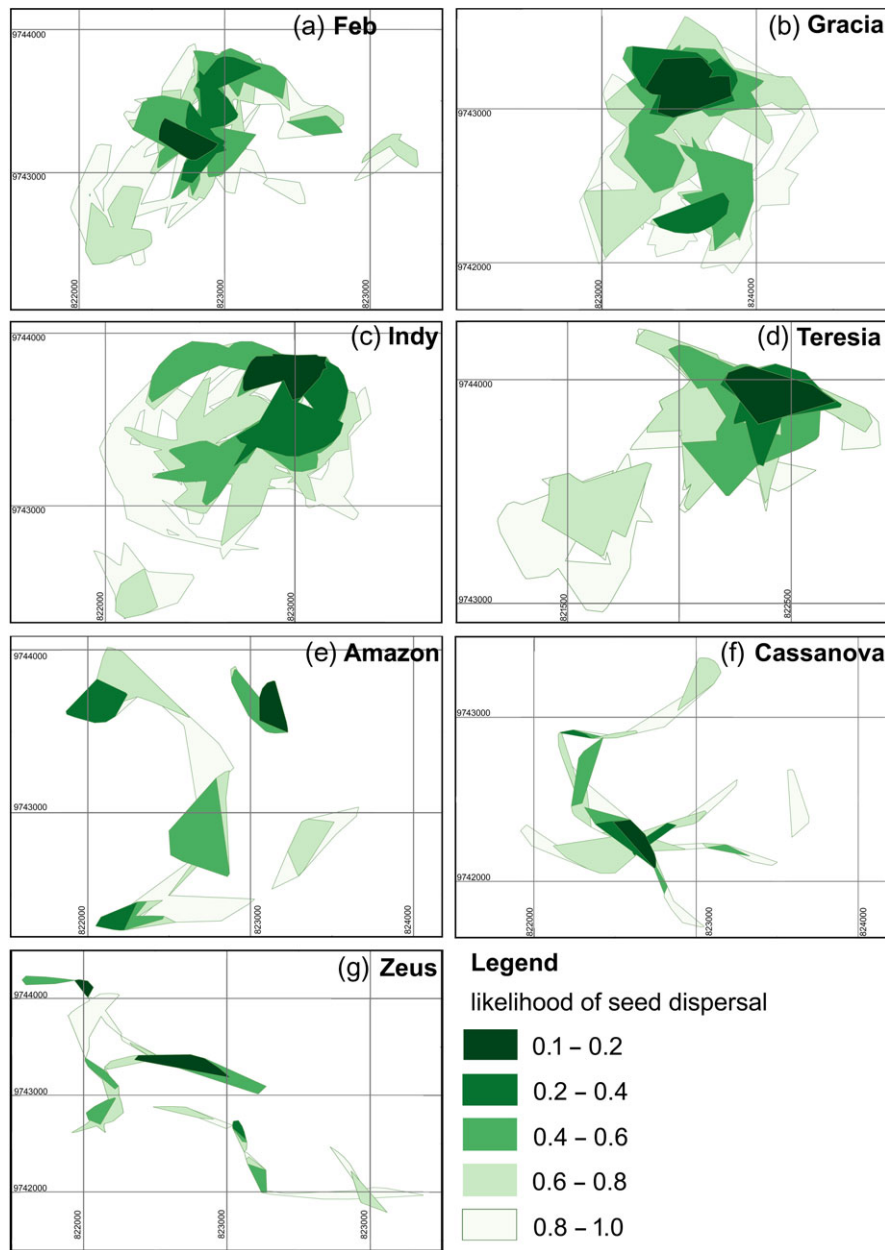 (a) Feb
9744000
9743000
822000
823000
823000
(b) Gracia
9743000
9742000
823000
824000
(c) Indy
9744000
9743000
822000
823000
(d) Teresia
9744000
9743000
821500
822500
(e) Amazon
9744000
9743000
822000
823000
824000
(f) Cassanova
9743000
9742000
822000
823000
824000
(g) Zeus
9744000
9743000
9742000
822000
823000
823000
Legend
likelihood of seed dispersal
0.1 – 0.2
0.2 – 0.4
0.4 – 0.6
0.6 – 0.8
0.8 – 1.0